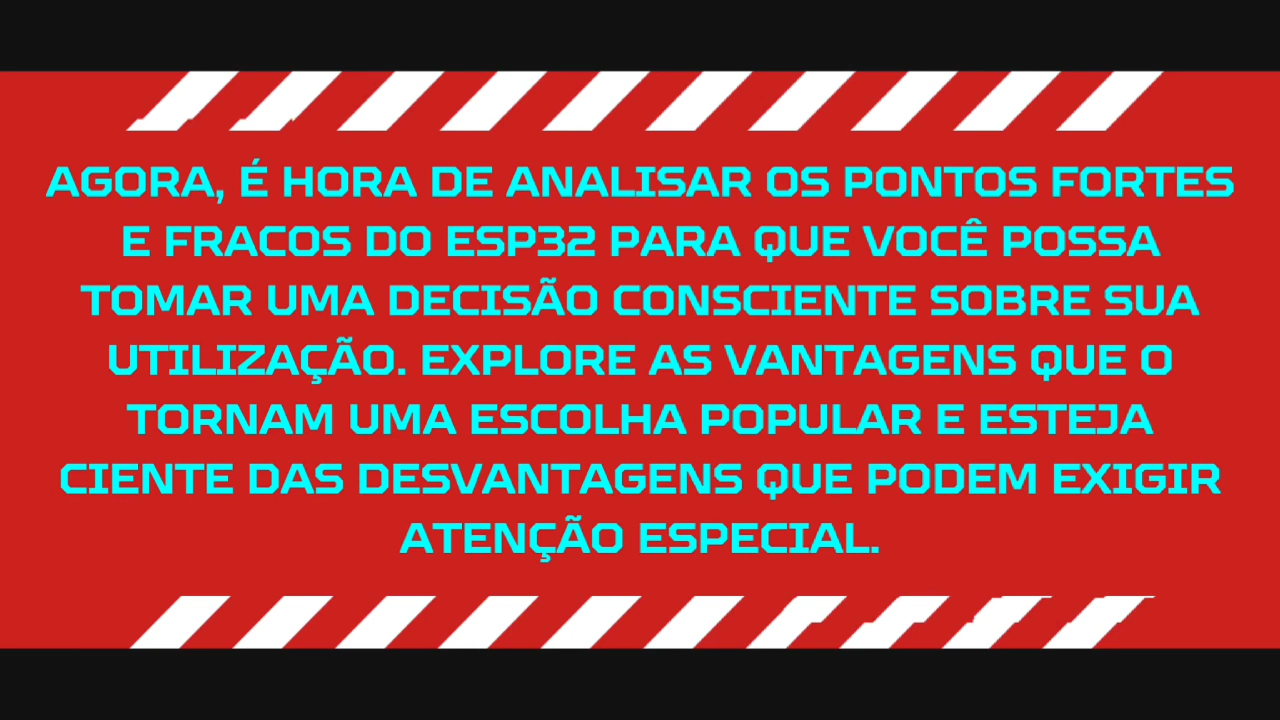 AGORA, É HORA DE ANALISAR OS PONTOS FORTES
E FRACOS DO ESP32 PARA QUE VOCÊ POSSA
TOMAR UMA DECISÃO CONSCIENTE SOBRE SUA
UTILIZAÇÃO. EXPLORE AS VANTAGENS QUE O
TORNAM UMA ESCOLHA POPULAR E ESTEJA
CIENTE DAS DESVANTAGENS QUE PODEM EXIGIR
ATENÇÃO ESPECIAL.